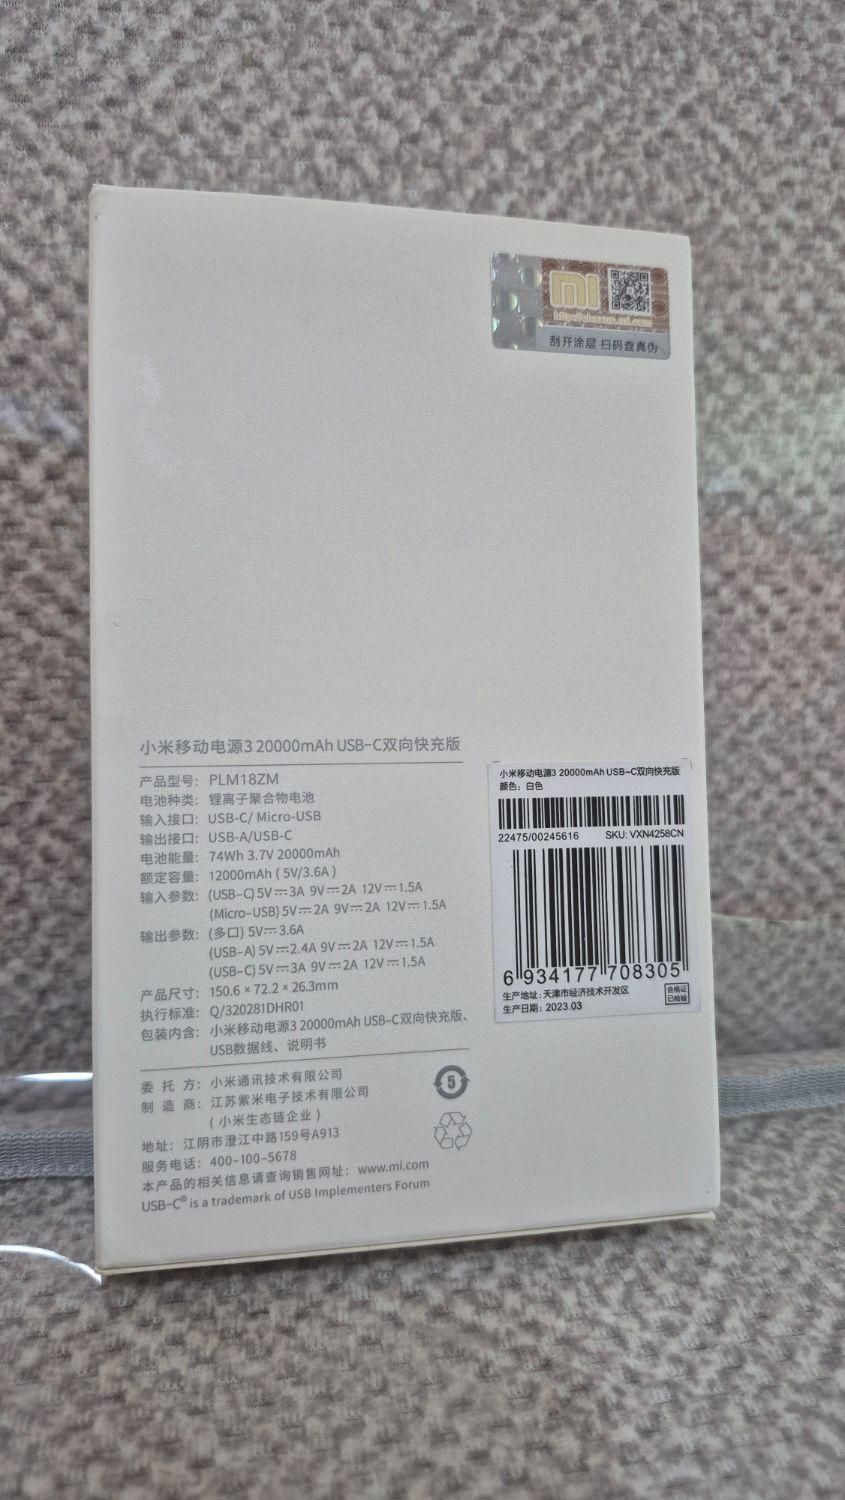 mi
http://chaxun.mi.com
刮开涂层 扫码查真伪
小米移动电源3 20000mAh USB-C双向快充版
产品型号: PLM18ZM
电池种类: 锂离子聚合物电池
输入接口: USB-C/ Micro-USB
输出接口: USB-A/USB-C
电池能量: 74Wh 3.7V 20000mAh
额定容量: 12000mAh ( 5V/3.6A )
输入参数: (USB-C) 5V⎓3A 9V⎓2A 12V⎓1.5A
(Micro-USB) 5V⎓2A 9V⎓2A 12V⎓1.5A
输出参数: (多口) 5V⎓3.6A
(USB-A) 5V⎓2.4A 9V⎓2A 12V⎓1.5A
(USB-C) 5V⎓3A 9V⎓2A 12V⎓1.5A
产品尺寸: 150.6 × 72.2 × 26.3mm
执行标准: Q/320281DHR01
包装内含: 小米移动电源3 20000mAh USB-C双向快充版、
USB数据线、说明书
委 托 方: 小米通讯技术有限公司
制 造 商: 江苏紫米电子技术有限公司
( 小米生态链企业 )
地址: 江阴市澄江中路159号A913
服务电话: 400-100-5678
本产品的相关信息请查询销售网址: www.mi.com
USB-C® is a trademark of USB Implementers Forum
5
小米移动电源3 20000mAh USB-C双向快充版
颜色: 白色
22475/00245616 SKU: VXN4258CN
6 934177 708305
生产地址: 天津市经济技术开发区
生产日期: 2023.03
合格证
已检验